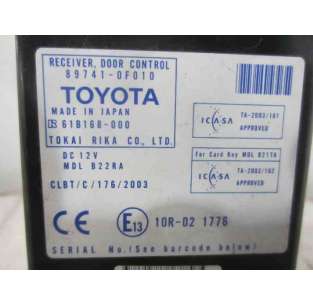 RECEIVER, DOOR CONTROL
89741-0F010
TOYOTA
MADE IN JAPAN
61B168-000
TOKAI RIKA CO., LTD.
DC 12V
MDL B22RA
CLBT/C/176/2003
ICASA
TA-2003/161
APPROVED
For Card Key MDL B21TA
ICASA
TA-2003/162
APPROVED
CE
E13
10R-02 1776
SERIAL No.(See barcode below)